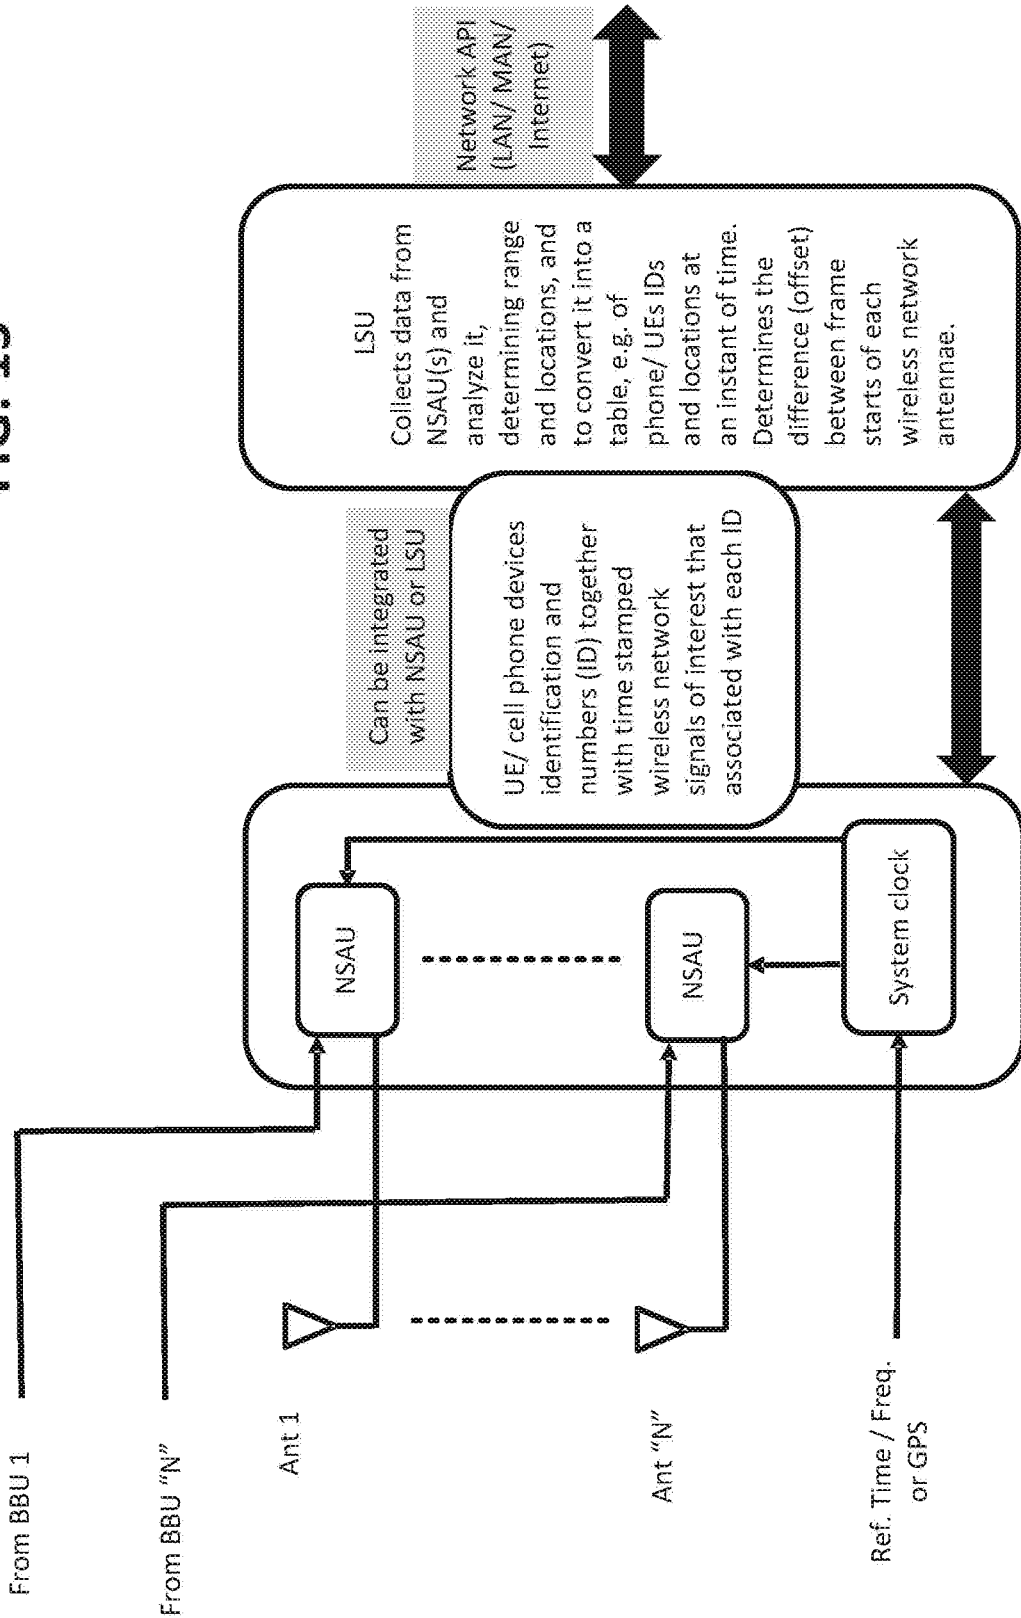 FIG. 15
From BBU 1
From BBU "N"
Ant 1
Ant "N"
Ref. Time / Freq.
or GPS
NSAU
NSAU
System clock
Can be integrated
with NSAU or LSU
UE/ cell phone devices
identification and
numbers (ID) together
with time stamped
wireless network
signals of interest that
associated with each ID
LSU
Collects data from
NSAU(s) and
analyze it,
determining range
and locations, and
to convert it into a
table, e.g. of
phone/ UEs IDs
and locations at
an instant of time.
Determines the
difference (offset)
between frame
starts of each
wireless network
antennae.
Network API
(LAN/ MAN/
Internet)